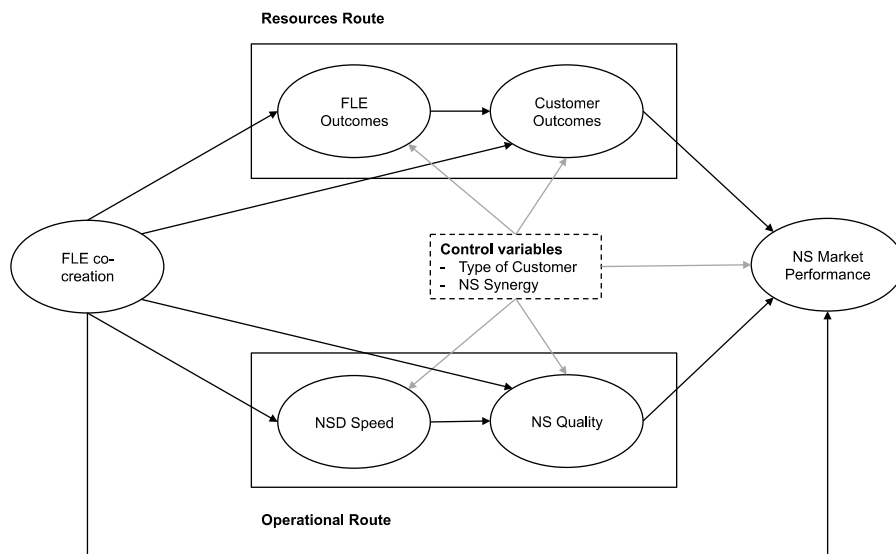 Resources Route
FLE
Outcomes
Customer
Outcomes
FLE co-
creation
Control variables
- Type of Customer
- NS Synergy
NS Market
Performance
NSD Speed
NS Quality
Operational Route